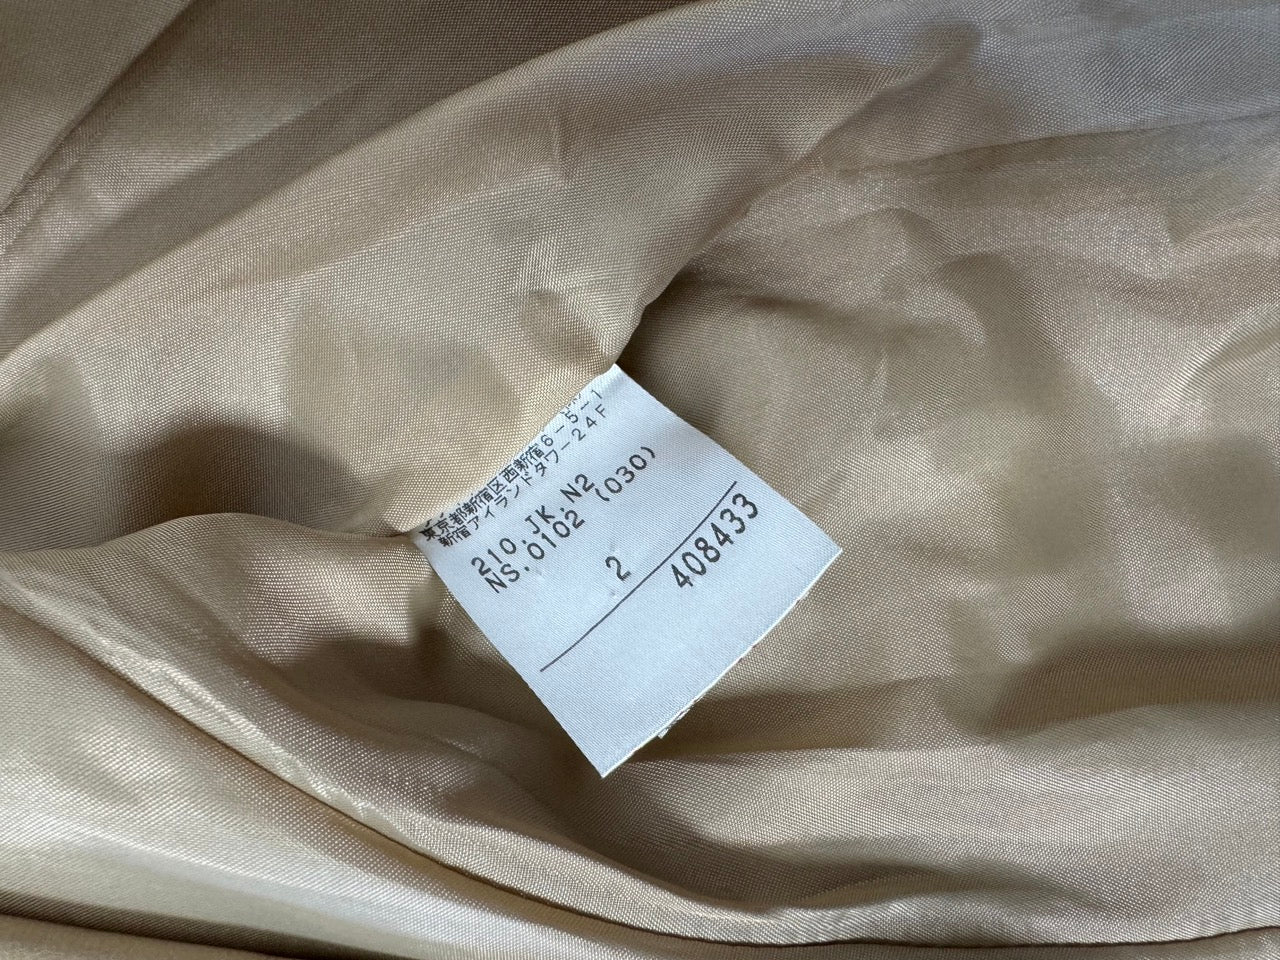 東京都新宿区西新宿6-5-1
新宿アイランドタワー24F
210.JK.N2
NS.0102 (030)
2
408433